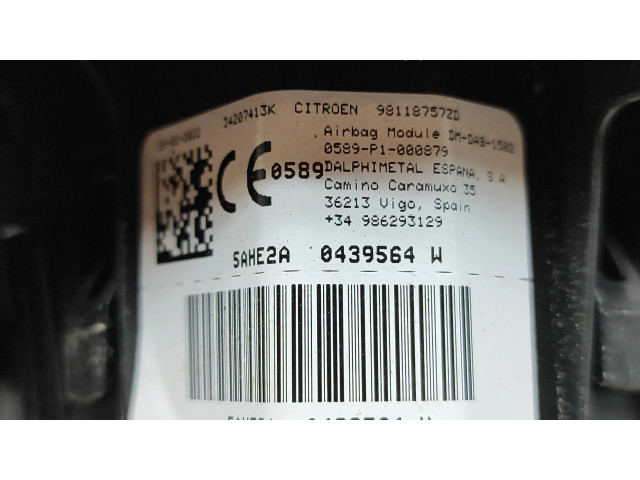 34207413K CITROEN 98118757ZD
Airbag Module DM-DAB-1502
0589-P1-000879
CE 0589 DALPHIMETAL ESPANA, S.A
Camino Caramuxo 35
36213 Vigo, Spain
+34 986293129
5AHE2A 0439564 W